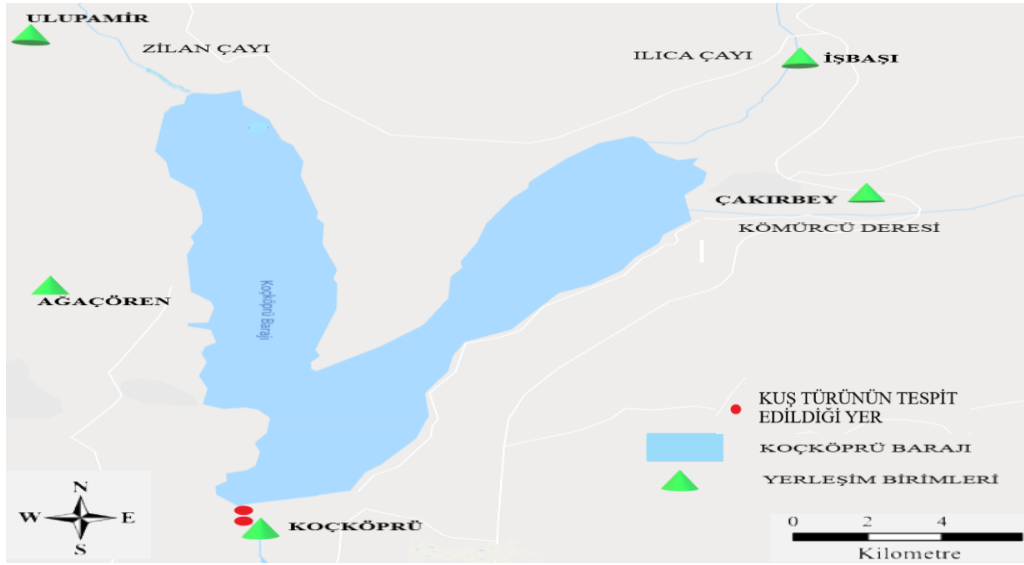 ULUPAMİR
ZİLAN ÇAYI
ILICA ÇAYI
İŞBAŞI
ÇAKIRBEY
KÖMÜRCÜ DERESİ
AĞAÇÖREN
Koçköprü Barajı
KUŞ TÜRÜNÜN TESPİT
EDİLDİĞİ YER
KOÇKÖPRÜ BARAJI
YERLEŞİM BİRİMLERİ
N
W E
S
KOÇKÖPRÜ
0 2 4
Kilometre